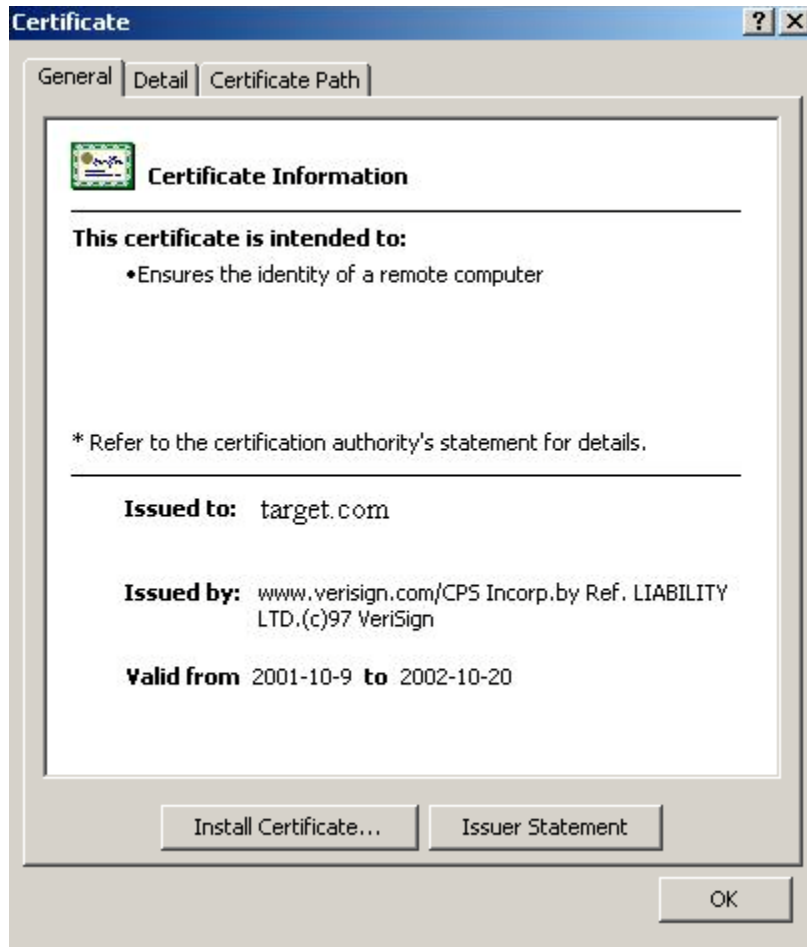 Certificate
General
Detail
Certificate Path
Certificate Information
This certificate is intended to:
•Ensures the identity of a remote computer
* Refer to the certification authority's statement for details.
Issued to: target.com
Issued by: www.verisign.com/CPS Incorp.by Ref. LIABILITY
LTD.(c)97 VeriSign
Valid from 2001-10-9 to 2002-10-20
Install Certificate...
Issuer Statement
OK